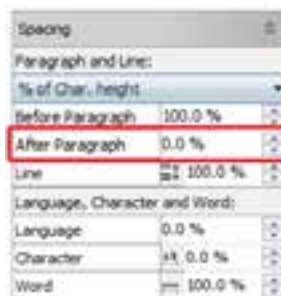 Spacing
Paragraph and Line:
% of Char. height
Before Paragraph 100.0 %
After Paragraph 0.0 %
Line 100.0 %
Language, Character and Word:
Language 0.0 %
Character 0.0 %
Word 100.0 %